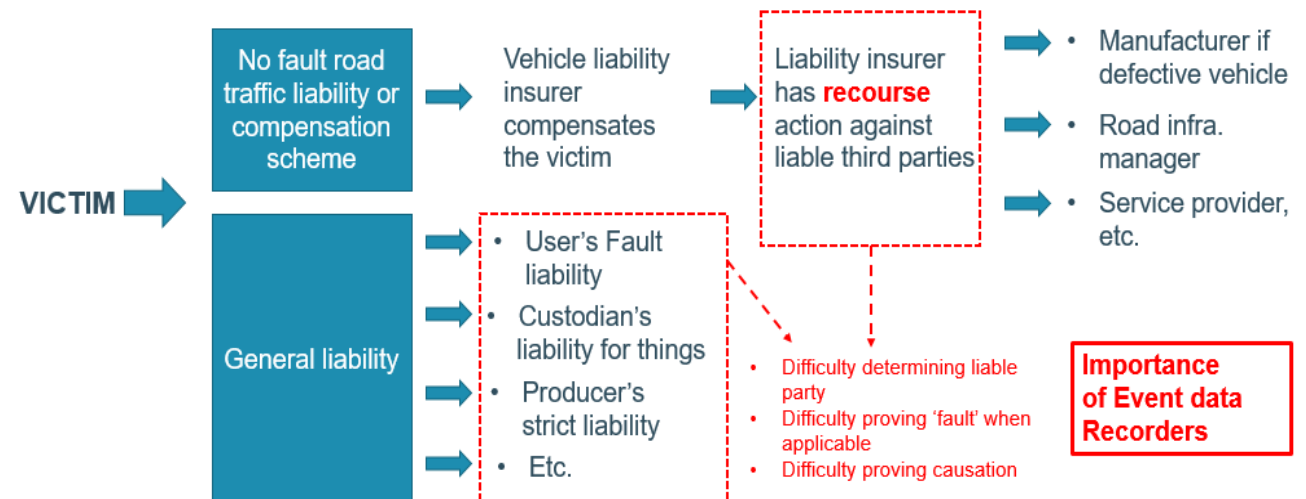 VICTIM
No fault road
traffic liability or
compensation
scheme
Vehicle liability
insurer
compensates
the victim
Liability insurer
has recourse
action against
liable third parties
• Manufacturer if
defective vehicle
• Road infra.
manager
• Service provider,
etc.
General liability
• User’s Fault
liability
• Custodian’s
liability for things
• Producer’s
strict liability
• Etc.
• Difficulty determining liable
party
• Difficulty proving ‘fault’ when
applicable
• Difficulty proving causation
Importance
of Event data
Recorders